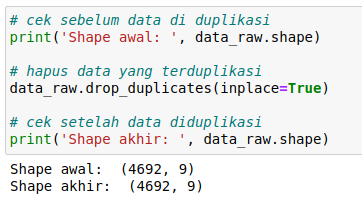 # cek sebelum data di duplikasi
print('Shape awal: ', data_raw.shape)
# hapus data yang terduplikasi
data_raw.drop_duplicates(inplace=True)
# cek setelah data diduplikasi
print('Shape akhir: ', data_raw.shape)
Shape awal:  (4692, 9)
Shape akhir:  (4692, 9)